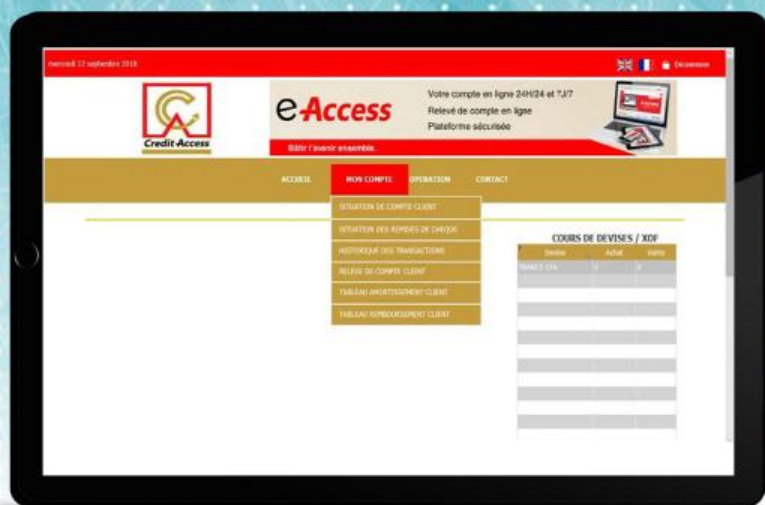 mercredi 12 septembre 2018
Déconnexion
Credit-Access
e-Access
Votre compte en ligne 24H/24 et 7J/7
Relevé de compte en ligne
Plateforme sécurisée
Bâtir l'avenir ensemble.
ACCUEIL MON COMPTE OPERATION CONTACT
SITUATION DE COMPTE CLIENT
SITUATION DES REMISES DE CHEQUE
HISTORIQUE DES TRANSACTIONS
RELEVE DE COMPTE CLIENT
TABLEAU AMORTISSEMENT CLIENT
TABLEAU REMBOURSEMENT CLIENT
COURS DE DEVISES / XOF
Devise Achat Vente
FRANCS CFA